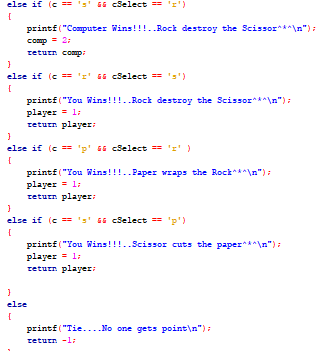 else if (c == 's' && cSelect == 'r')
{
printf("Computer Wins!!!..Rock destroy the Scissor^*^\n");
comp = 2;
return comp;
}
else if (c == 'r' && cSelect == 's')
{
printf("You Wins!!!..Rock destroy the Scissor^*^\n");
player = 1;
return player;
}
else if (c == 'p' && cSelect == 'r' )
{
printf("You Wins!!!..Paper wraps the Rock^*^\n");
player = 1;
return player;
}
else if (c == 's' && cSelect == 'p')
{
printf("You Wins!!!..Scissor cuts the paper^*^\n");
player = 1;
return player;
}
else
{
printf("Tie....No one gets point\n");
return -1;
}